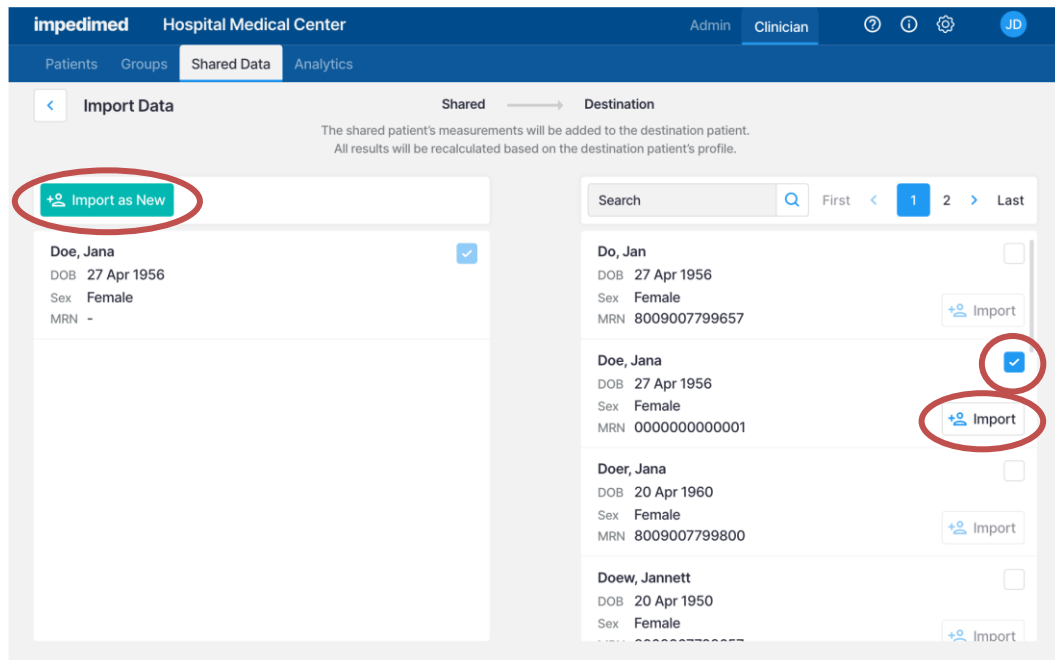 impedimed Hospital Medical Center Admin Clinician JD
Patients Groups Shared Data Analytics
Import Data
Shared Destination
The shared patient's measurements will be added to the destination patient.
All results will be recalculated based on the destination patient's profile.
Import as New
Doe, Jana
DOB 27 Apr 1956
Sex Female
MRN -
Search First < 1 2 > Last
Do, Jan
DOB 27 Apr 1956
Sex Female
MRN 8009007799657
Import
Doe, Jana
DOB 27 Apr 1956
Sex Female
MRN 0000000000001
Import
Doer, Jana
DOB 20 Apr 1960
Sex Female
MRN 8009007799800
Import
Doew, Jannett
DOB 20 Apr 1950
Sex Female
Import